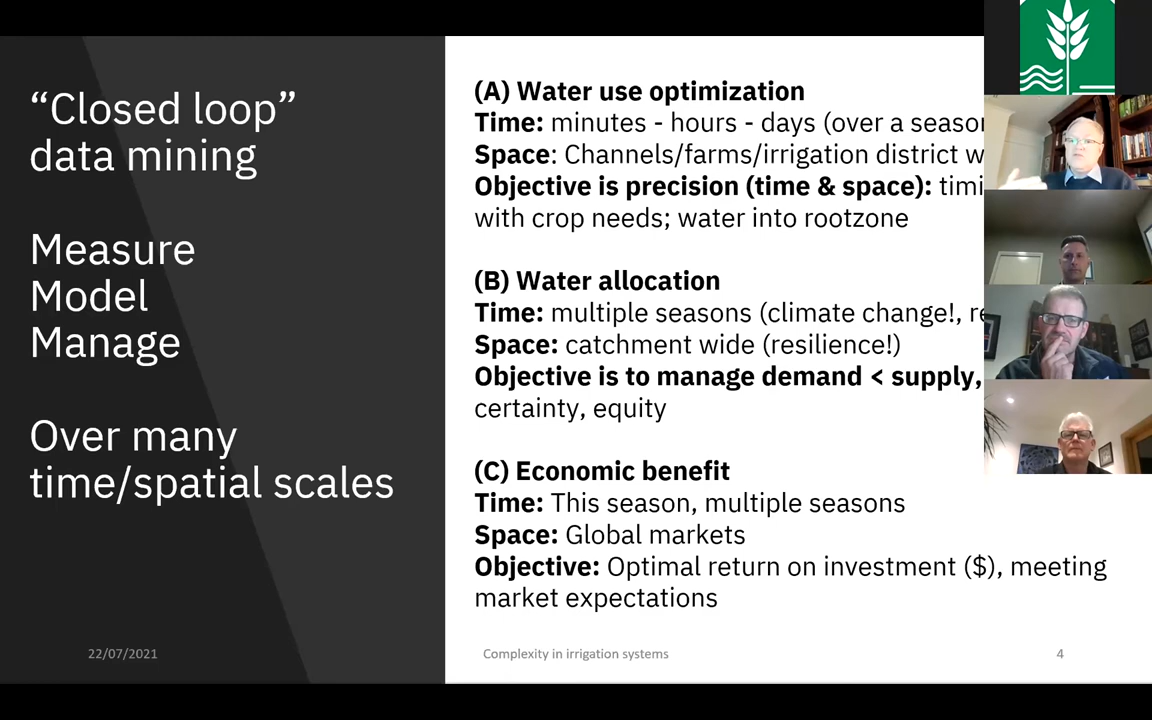 “Closed loop”
data mining
Measure
Model
Manage
Over many
time/spatial scales
22/07/2021
(A) Water use optimization
Time: minutes - hours - days (over a season
Space: Channels/farms/irrigation district
Objective is precision (time & space):
with crop needs; water into rootzone
(B) Water allocation
Time: multiple seasons (climate change!,
Space: catchment wide (resilience!)
Objective is to manage demand < supply,
certainty, equity
(C) Economic benefit
Time: This season, multiple seasons
Space: Global markets
Objective: Optimal return on investment ($), meeting
market expectations
Complexity in irrigation systems
4